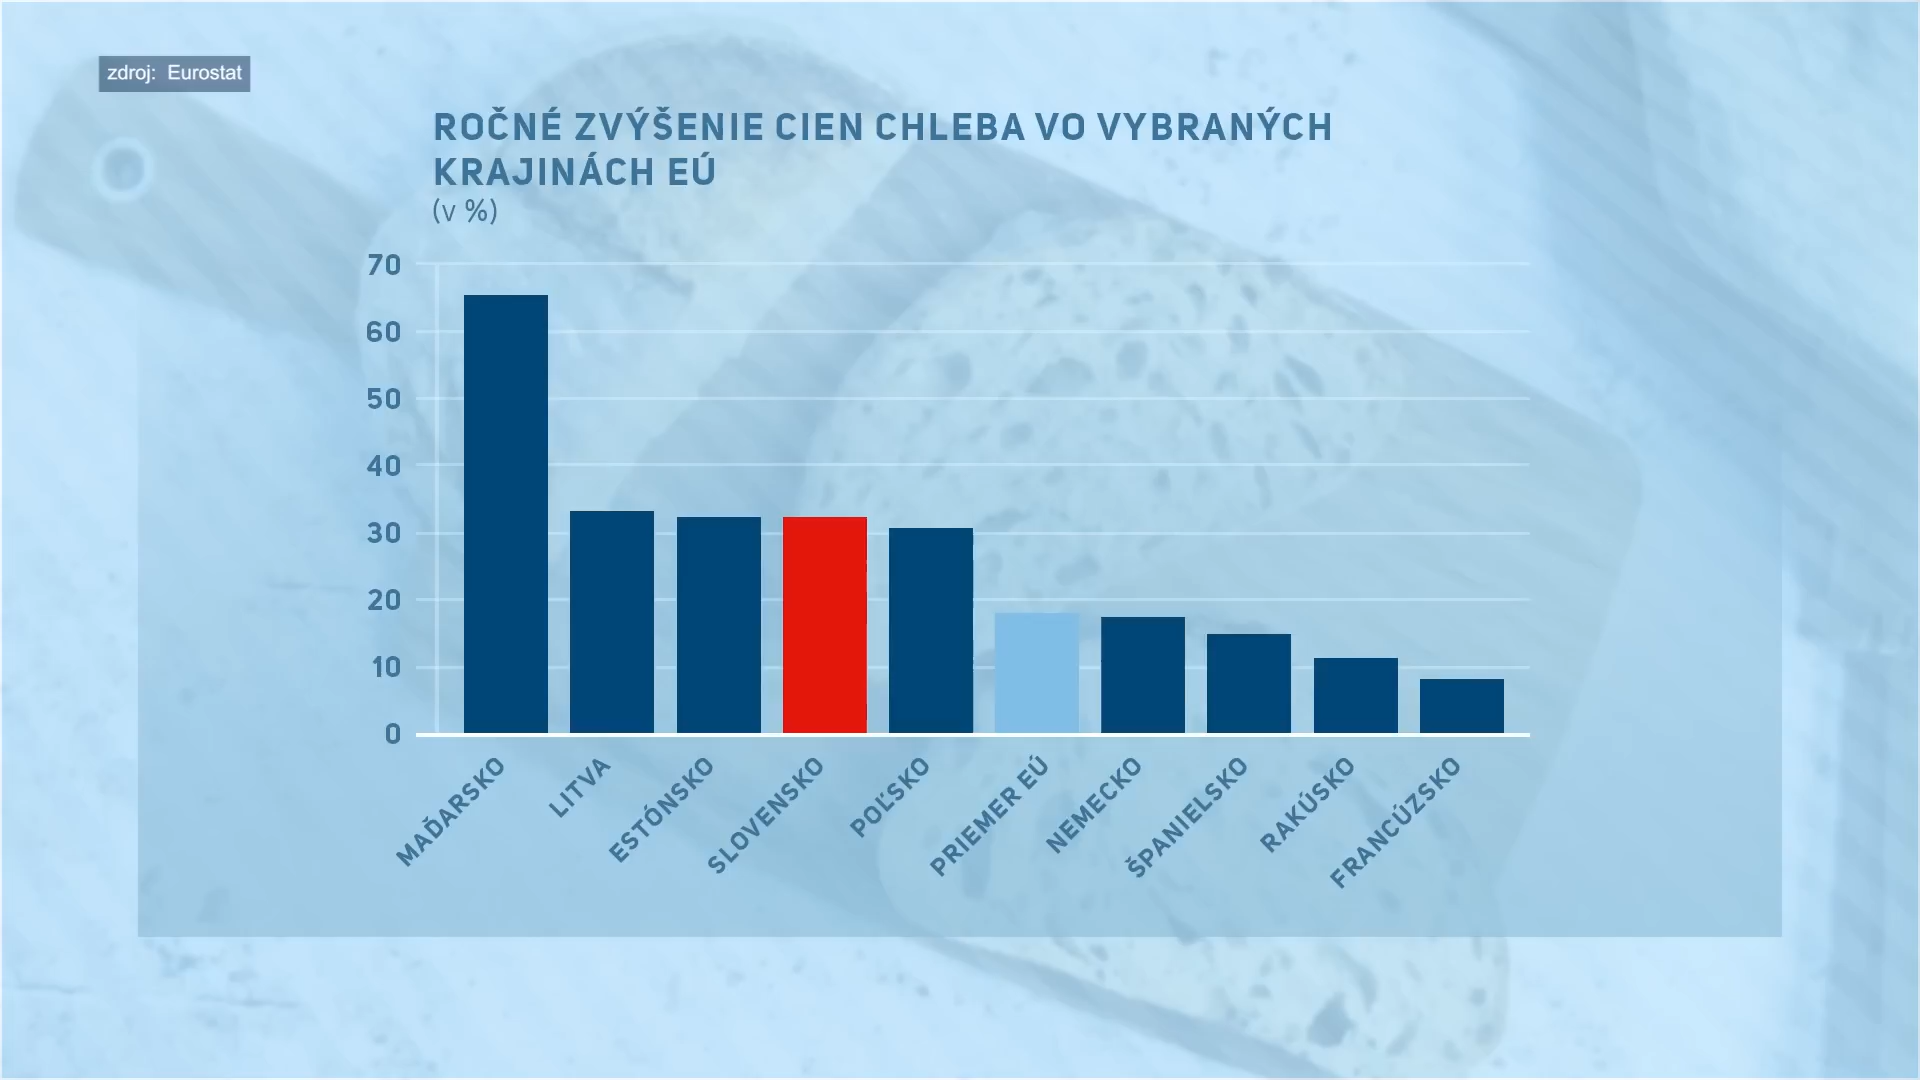 zdroj: Eurostat
ROČNÉ ZVÝŠENIE CIEN CHLEBA VO VYBRANÝCH
KRAJINÁCH EÚ
(v %)
70
60
50
40
30
20
10
0
MAĎARSKO
LITVA
ESTÓNSKO
SLOVENSKO
POĽSKO
PRIEMER EÚ
NEMECKO
ŠPANIELSKO
RAKÚSKO
FRANCÚZSKO